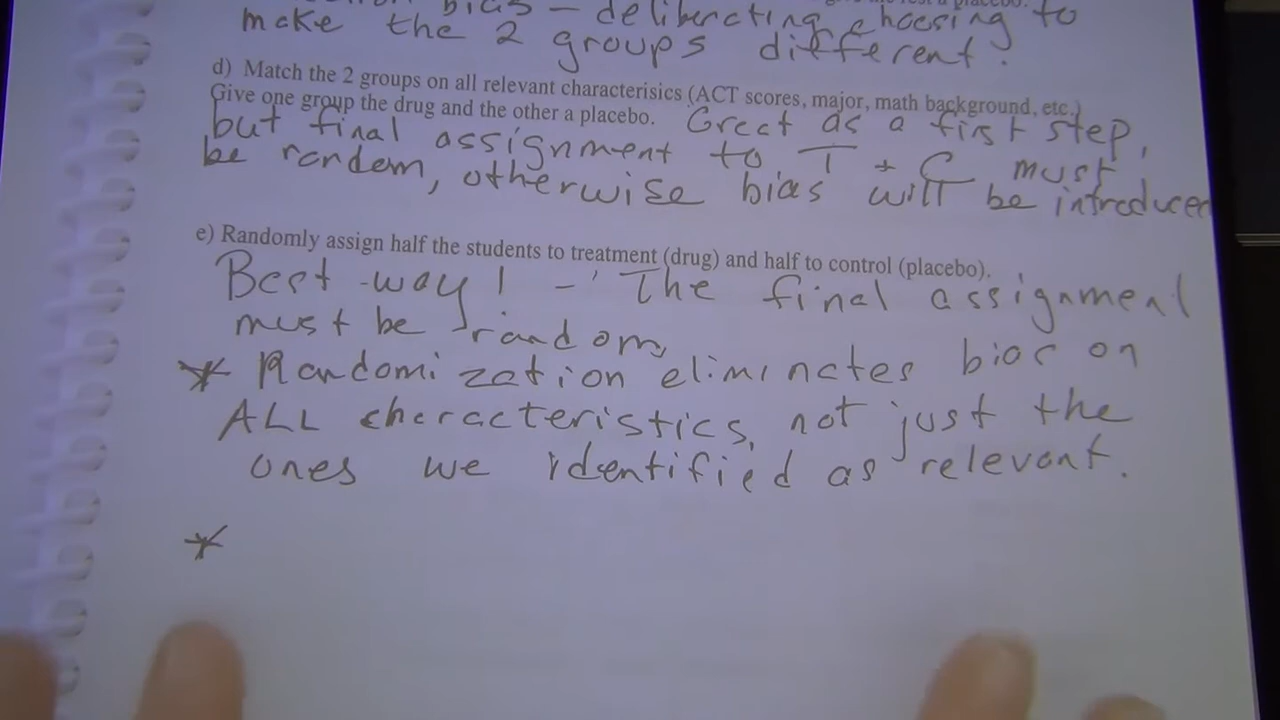 bias – deliberating choosing to
make the 2 groups different.
d) Match the 2 groups on all relevant characterisics (ACT scores, major, math background, etc.)
Give one group the drug and the other a placebo. Great as a first step,
but final assignment to T + C must
be random, otherwise bias will be introduced
e) Randomly assign half the students to treatment (drug) and half to control (placebo).
Best way! – The final assignment
must be random,
* Randomization eliminates bias on
ALL characteristics, not just the
ones we identified as relevant.
*